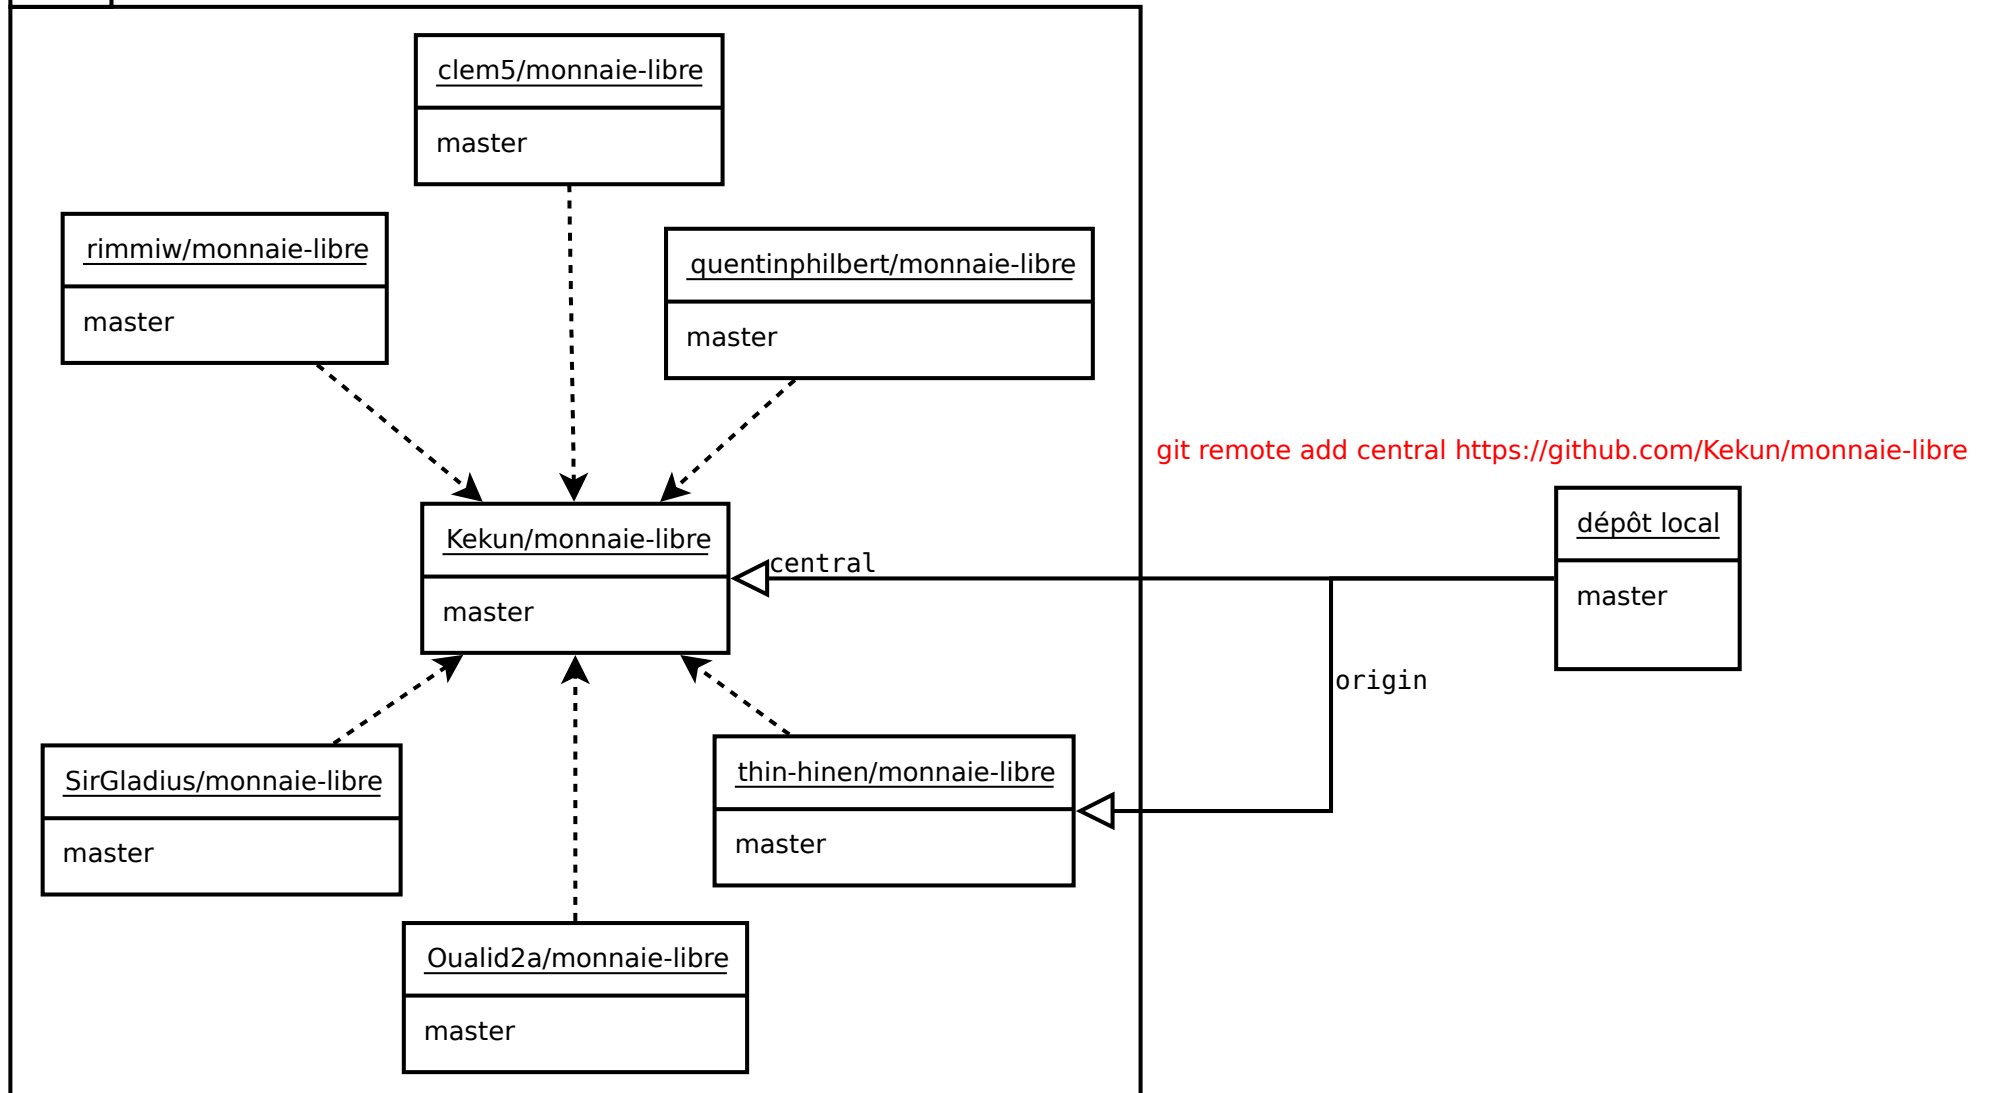 clem5/monnaie-libre
master
rimmiw/monnaie-libre
master
quentinphilbert/monnaie-libre
master
git remote add central https://github.com/Kekun/monnaie-libre
Kekun/monnaie-libre
master
central
dépôt local
master
origin
SirGladius/monnaie-libre
master
thin-hinen/monnaie-libre
master
Oualid2a/monnaie-libre
master